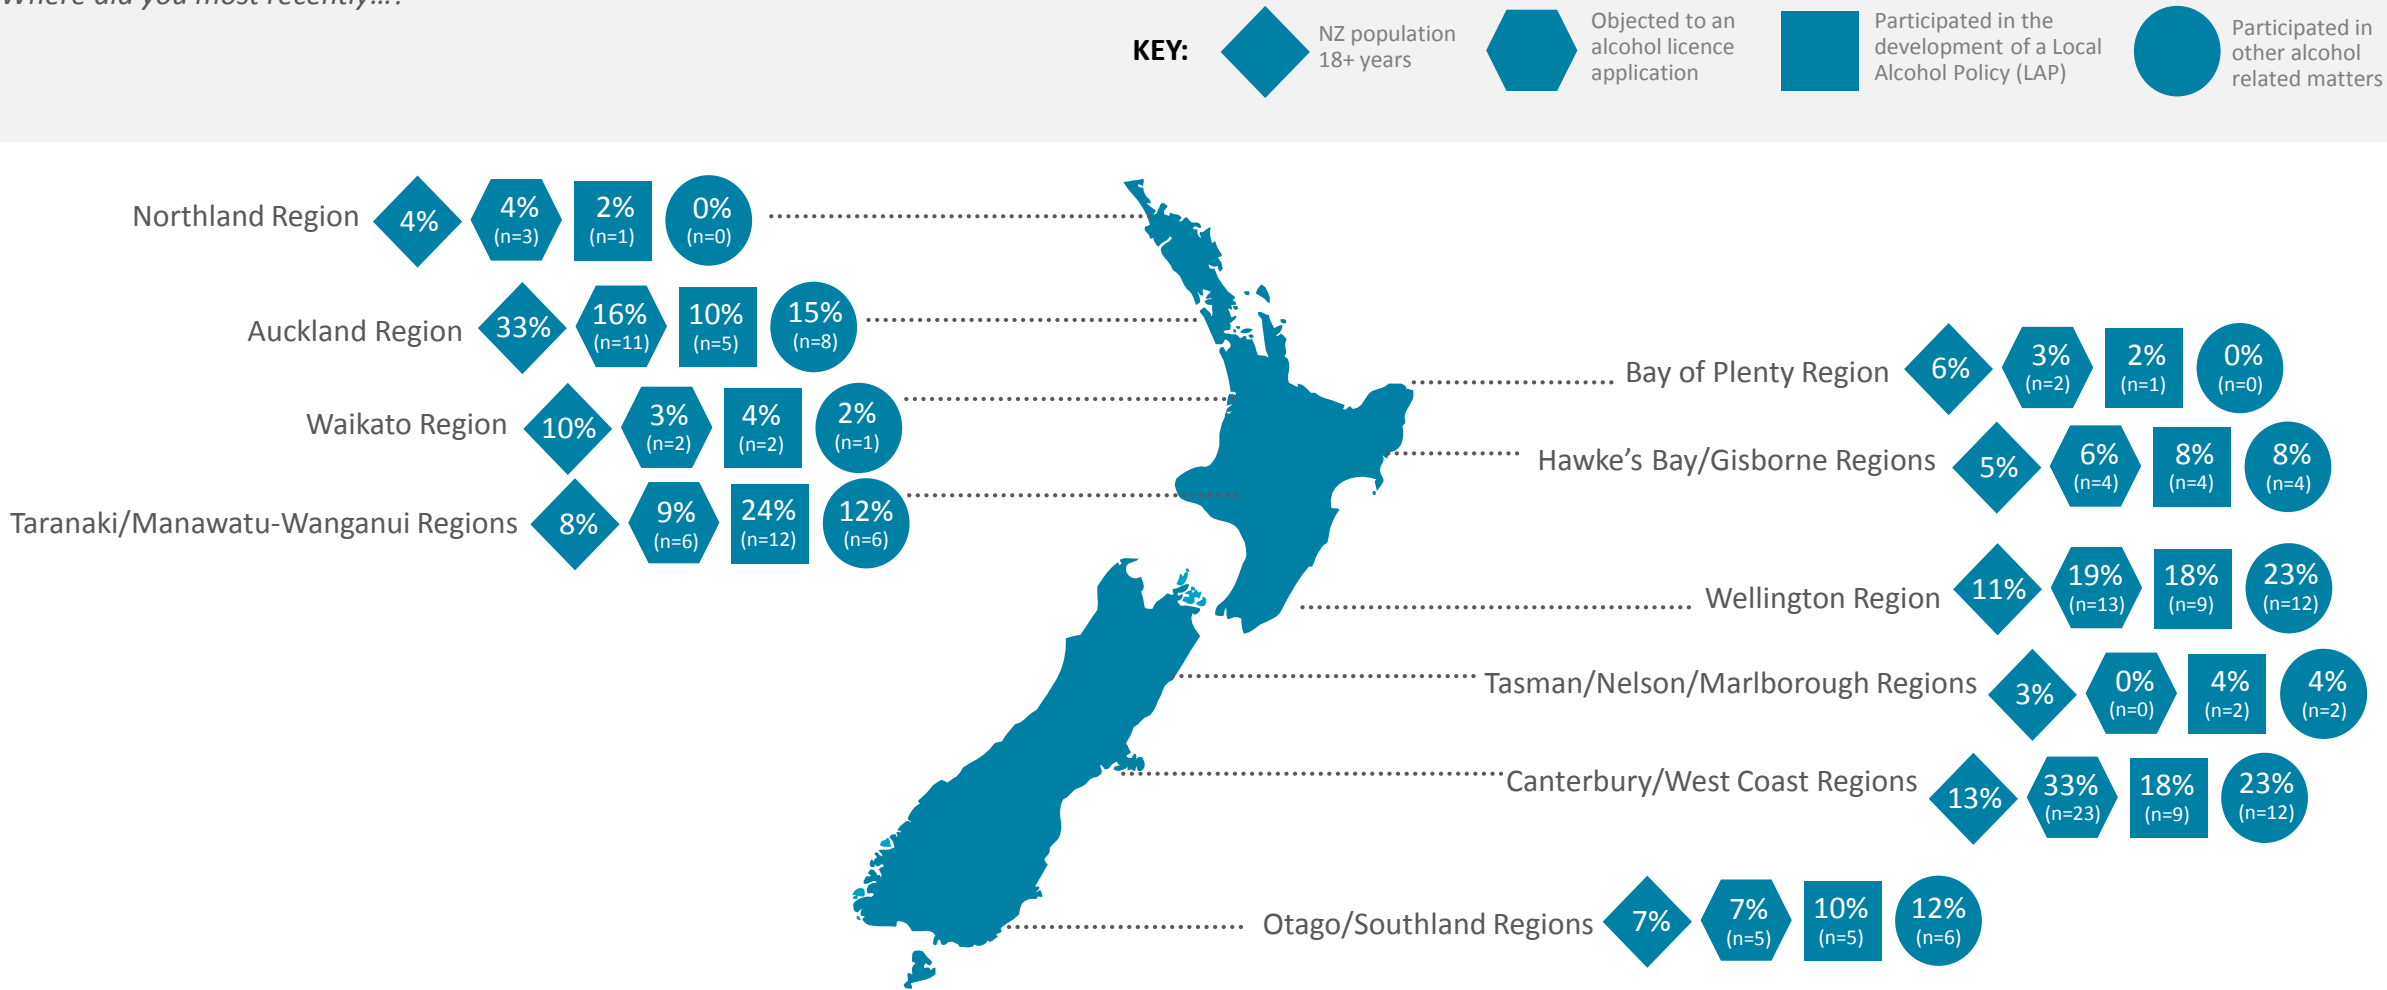 Where did you most recently…?
KEY:
NZ population
18+ years
Objected to an
alcohol licence
application
Participated in the
development of a Local
Alcohol Policy (LAP)
Participated in
other alcohol
related matters
Northland Region
4%
4%
(n=3)
2%
(n=1)
0%
(n=0)
Auckland Region
33%
16%
(n=11)
10%
(n=5)
15%
(n=8)
Waikato Region
10%
3%
(n=2)
4%
(n=2)
2%
(n=1)
Taranaki/Manawatu-Wanganui Regions
8%
9%
(n=6)
24%
(n=12)
12%
(n=6)
Bay of Plenty Region
6%
3%
(n=2)
2%
(n=1)
0%
(n=0)
Hawke’s Bay/Gisborne Regions
5%
6%
(n=4)
8%
(n=4)
8%
(n=4)
Wellington Region
11%
19%
(n=13)
18%
(n=9)
23%
(n=12)
Tasman/Nelson/Marlborough Regions
3%
0%
(n=0)
4%
(n=2)
4%
(n=2)
Canterbury/West Coast Regions
13%
33%
(n=23)
18%
(n=9)
23%
(n=12)
Otago/Southland Regions
7%
7%
(n=5)
10%
(n=5)
12%
(n=6)